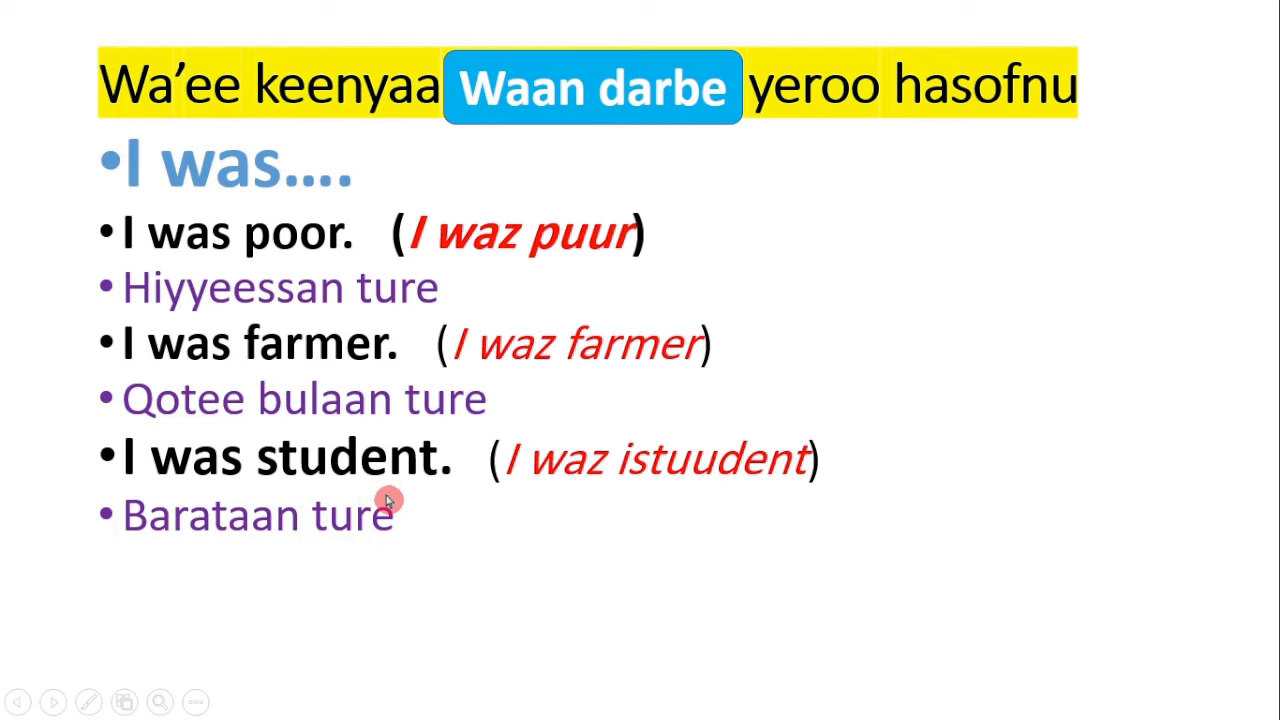 Wa’ee keenyaa Waan darbe yeroo hasofnu
•I was....
• I was poor. (I waz puur)
• Hiyyeessan ture
• I was farmer. (I waz farmer)
• Qotee bulaan ture
• I was student. (I waz istuudent)
• Barataan ture